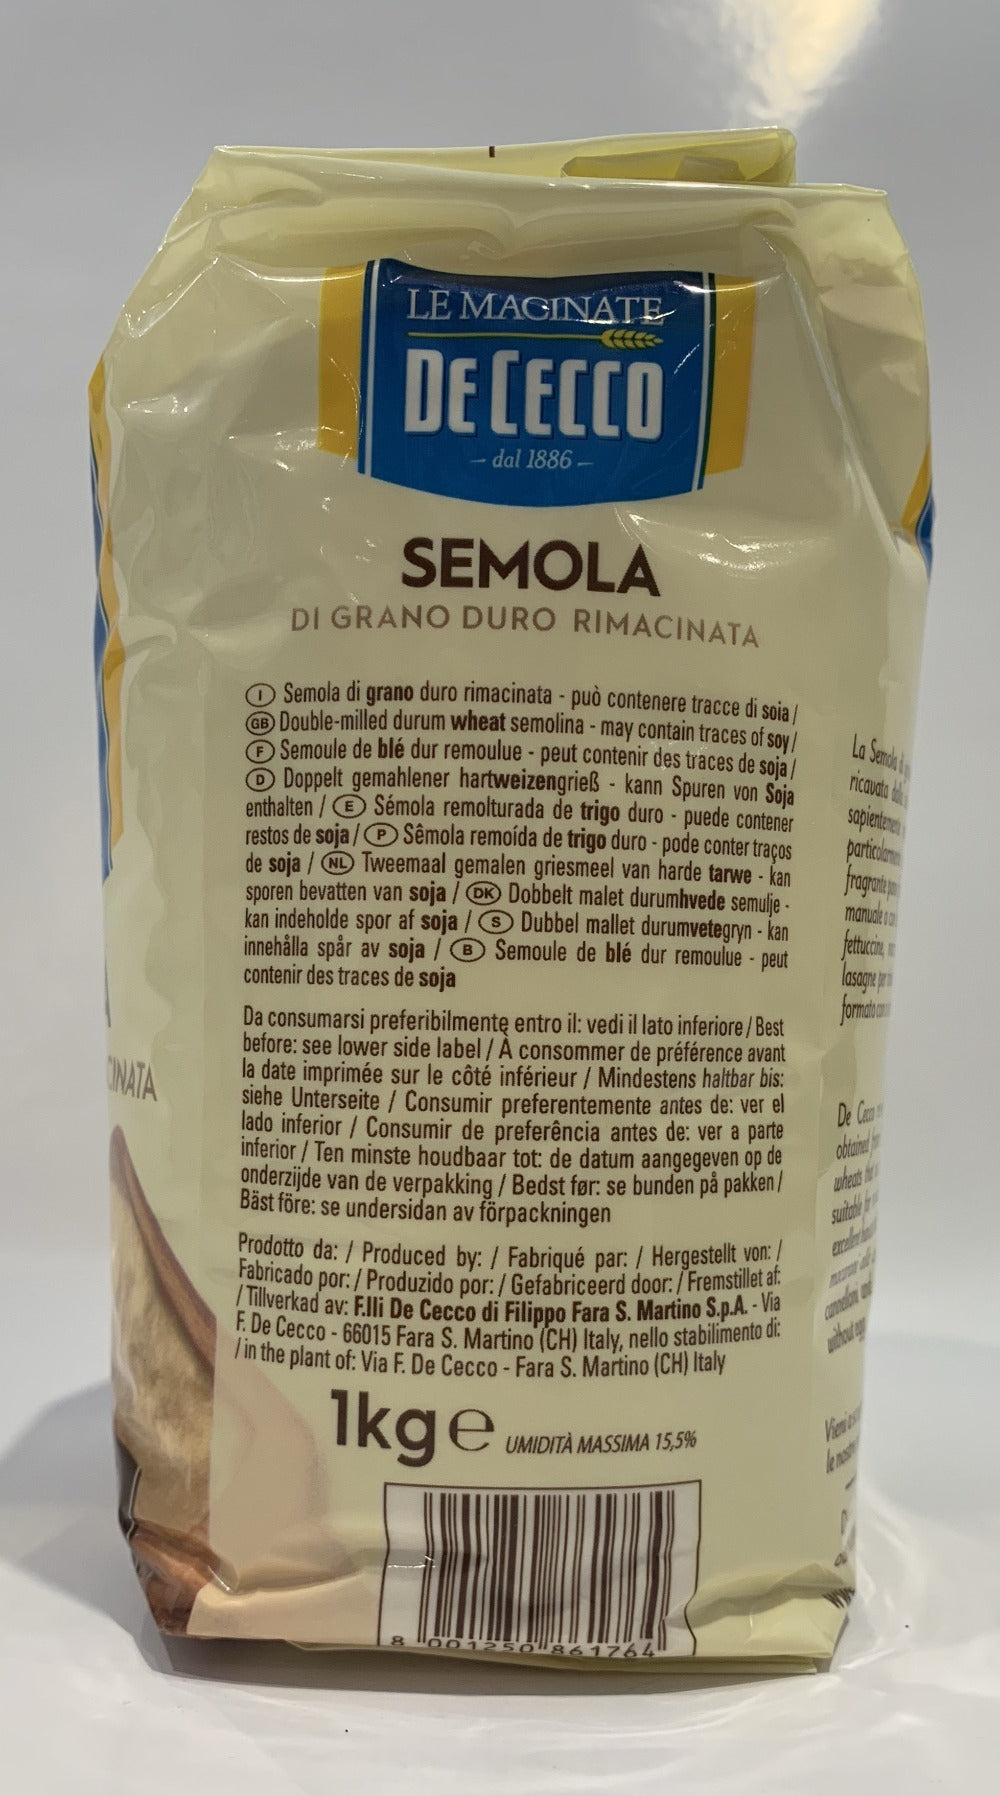 LE MACINATE
DE CECCO
- dal 1886 -
SEMOLA
DI GRANO DURO RIMACINATA
I Semola di grano duro rimacinata - può contenere tracce di soia /
GB Double-milled durum wheat semolina - may contain traces of soy /
F Semoule de blé dur remoulue - peut contenir des traces de soja /
D Doppelt gemahlener hartweizengrieß - kann Spuren von Soja
enthalten / E Sémola remolturada de trigo duro - puede contener
restos de soja / P Sêmola remoída de trigo duro - pode conter traços
de soja / NL Tweemaal gemalen griesmeel van harde tarwe - kan
sporen bevatten van soja / DK Dobbelt malet durumhvede semulje -
kan indeholde spor af soja / S Dubbel mallet durumvetegryn - kan
innehålla spår av soja / B Semoule de blé dur remoulue - peut
contenir des traces de soja
Da consumarsi preferibilmente entro il: vedi il lato inferiore / Best
before: see lower side label / À consommer de préférence avant
la date imprimée sur le côté inférieur / Mindestens haltbar bis:
siehe Unterseite / Consumir preferentemente antes de: ver el
lado inferior / Consumir de preferência antes de: ver a parte
inferior / Ten minste houdbaar tot: de datum aangegeven op de
onderzijde van de verpakking / Bedst før: se bunden på pakken /
Bäst före: se undersidan av förpackningen
Prodotto da: / Produced by: / Fabriqué par: / Hergestellt von: /
Fabricado por: / Produzido por: / Gefabriceerd door: / Fremstillet af:
/ Tillverkad av: F.lli De Cecco di Filippo Fara S. Martino S.p.A. - Via
F. De Cecco - 66015 Fara S. Martino (CH) Italy, nello stabilimento di:
/ in the plant of: Via F. De Cecco - Fara S. Martino (CH) Italy
1kg e UMIDITÀ MASSIMA 15,5%
8 001250 861764
CINATA
La Semola
ricavata
sapientemente
fragrante
manuale
fettuccine,
lasagne per
formato
De Cecco
obtained
wheats
suitable
without
Vieni
le nostre